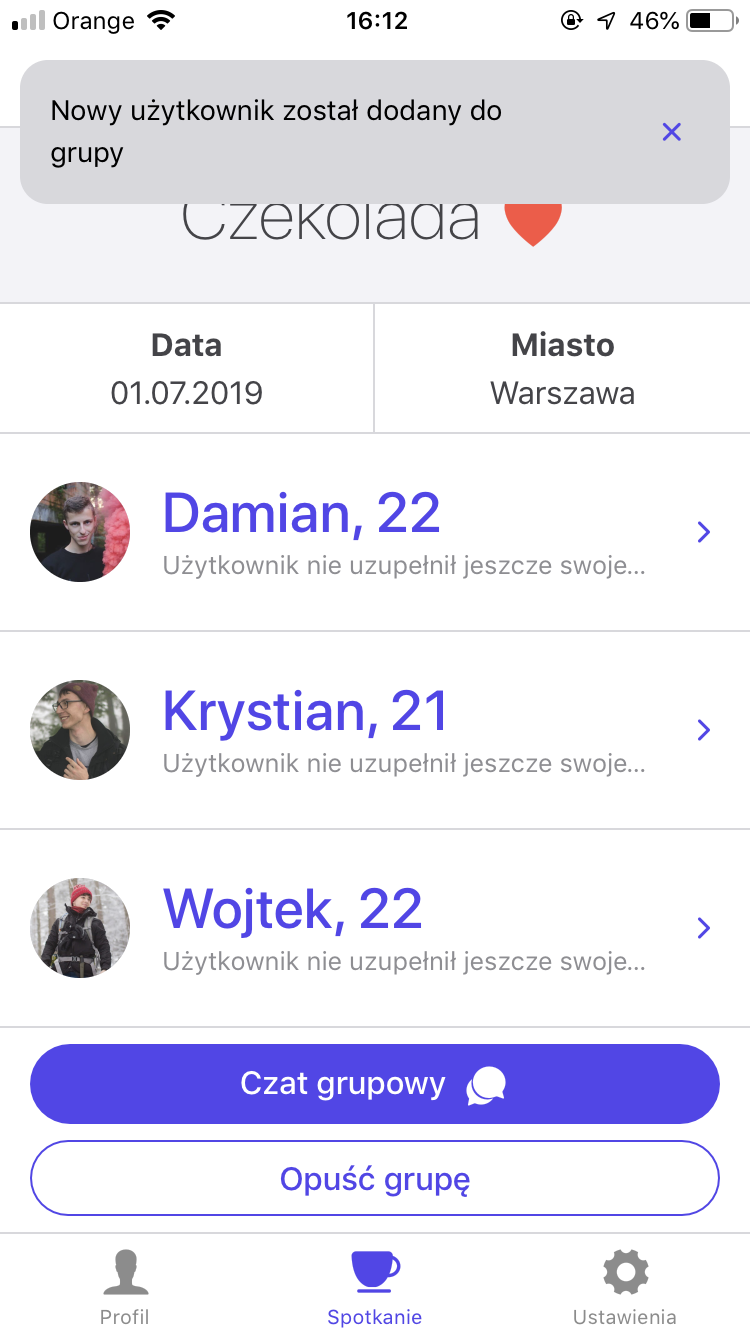 Orange 16:12 46%
Nowy użytkownik został dodany do
grupy
Czekolada
Data
01.07.2019
Miasto
Warszawa
Damian, 22
Użytkownik nie uzupełnił jeszcze swoje...
Krystian, 21
Użytkownik nie uzupełnił jeszcze swoje...
Wojtek, 22
Użytkownik nie uzupełnił jeszcze swoje...
Czat grupowy
Opuść grupę
Profil
Spotkanie
Ustawienia